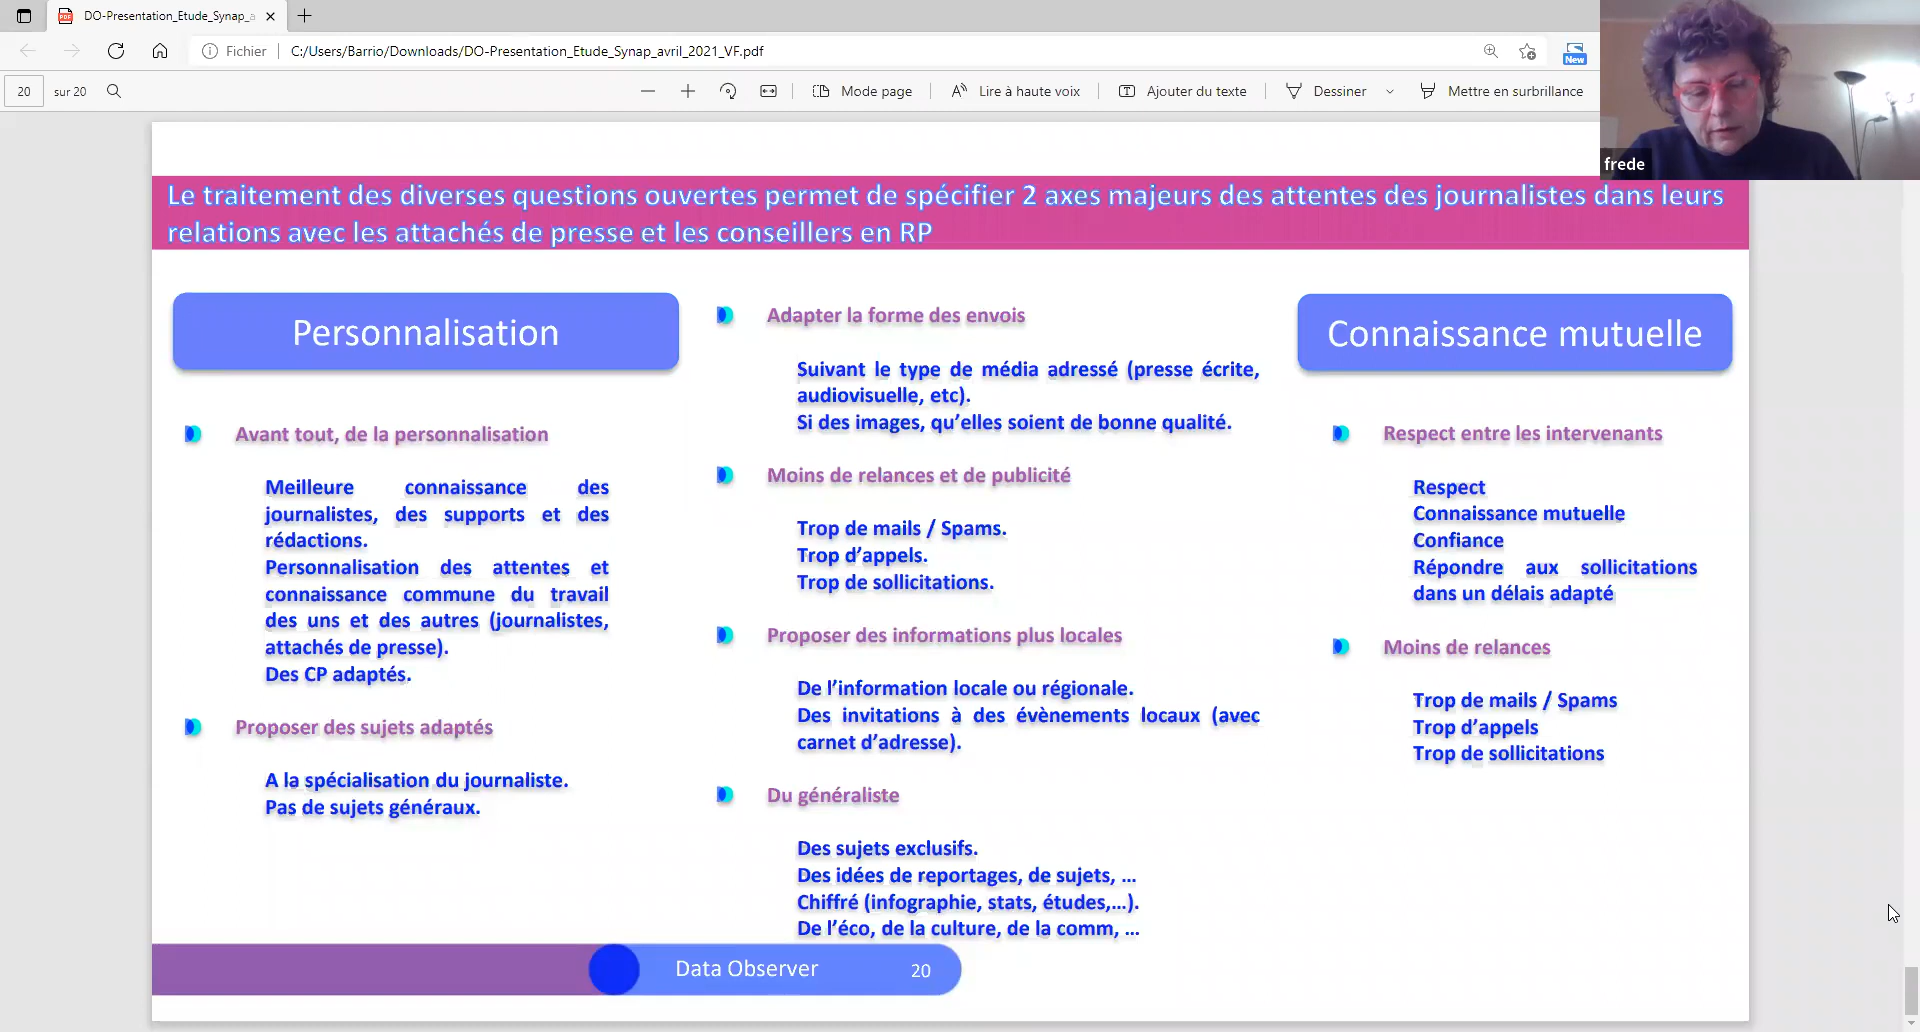 DO-Presentation_Etude_Synap_a
Fichier
C:/Users/Barrio/Downloads/DO-Presentation_Etude_Synap_avril_2021_VF.pdf
New
20 sur 20
Mode page
Lire à haute voix
Ajouter du texte
Dessiner
Mettre en surbrillance
frede
Le traitement des diverses questions ouvertes permet de spécifier 2 axes majeurs des attentes des journalistes dans leurs
relations avec les attachés de presse et les conseillers en RP
Personnalisation
Avant tout, de la personnalisation
Meilleure connaissance des
journalistes, des supports et des
rédactions.
Personnalisation des attentes et
connaissance commune du travail
des uns et des autres (journalistes,
attachés de presse).
Des CP adaptés.
Proposer des sujets adaptés
A la spécialisation du journaliste.
Pas de sujets généraux.
Adapter la forme des envois
Suivant le type de média adressé (presse écrite,
audiovisuelle, etc).
Si des images, qu’elles soient de bonne qualité.
Moins de relances et de publicité
Trop de mails / Spams.
Trop d’appels.
Trop de sollicitations.
Proposer des informations plus locales
De l’information locale ou régionale.
Des invitations à des évènements locaux (avec
carnet d’adresse).
Du généraliste
Des sujets exclusifs.
Des idées de reportages, de sujets, ...
Chiffré (infographie, stats, études,...).
De l’éco, de la culture, de la comm, ...
Connaissance mutuelle
Respect entre les intervenants
Respect
Connaissance mutuelle
Confiance
Répondre aux sollicitations
dans un délais adapté
Moins de relances
Trop de mails / Spams
Trop d’appels
Trop de sollicitations
Data Observer 20